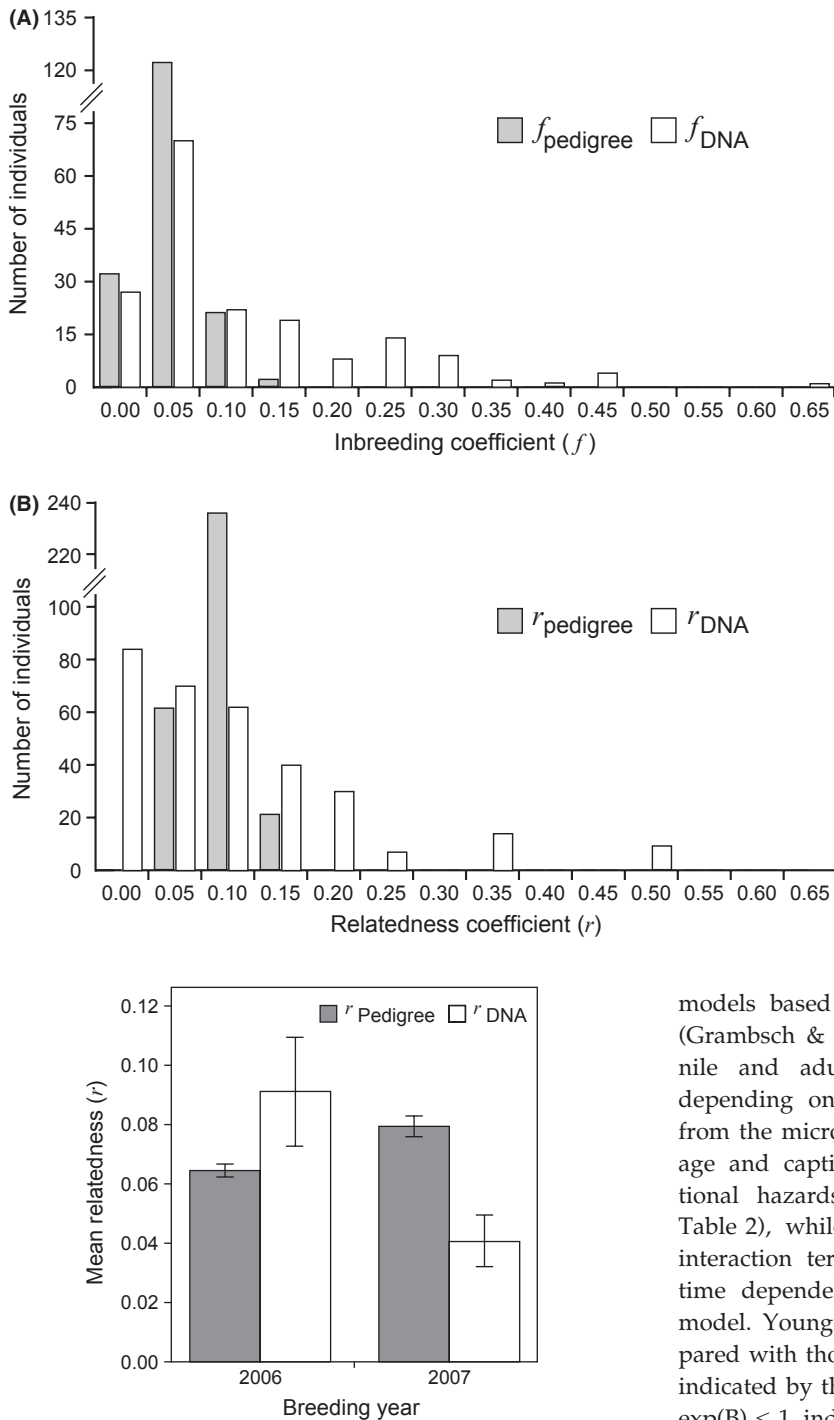 (A)
135
120
75
60
45
30
15
0
Number of individuals
f pedigree f DNA
0.00 0.05 0.10 0.15 0.20 0.25 0.30 0.35 0.40 0.45 0.50 0.55 0.60 0.65
Inbreeding coefficient (f)
(B)
240
220
100
80
60
40
20
0
Number of individuals
r pedigree r DNA
0.00 0.05 0.10 0.15 0.20 0.25 0.30 0.35 0.40 0.45 0.50 0.55 0.60 0.65
Relatedness coefficient (r)
0.12
0.10
0.08
0.06
0.04
0.02
0.00
Mean relatedness (r)
r Pedigree r DNA
2006 2007
Breeding year
models based
(Grambsch &
nile and adu
depending on
from the micro
age and capti
tional hazards
Table 2), while
interaction ter
time depende
model. Young
pared with tho
indicated by th
exp(B) < 1 ind